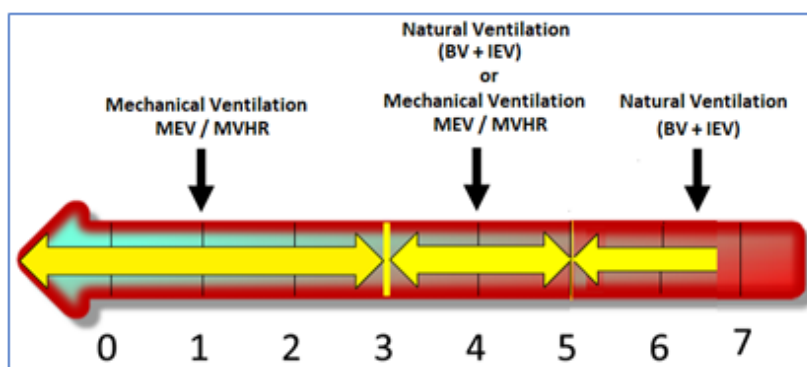 Natural Ventilation
(BV + IEV)
or
Mechanical Ventilation
MEV / MVHR
Mechanical Ventilation
MEV / MVHR
Natural Ventilation
(BV + IEV)
0 1 2 3 4 5 6 7